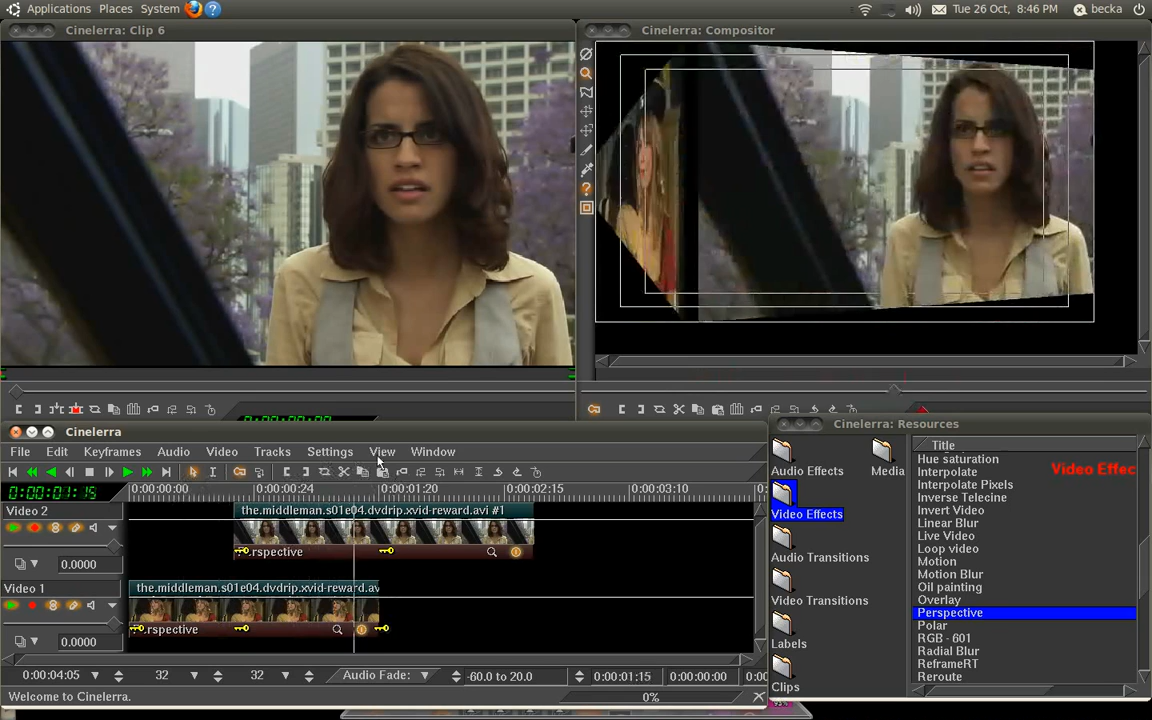 Applications Places System ? Tue 26 Oct, 8:46 PM becka
Cinelerra: Clip 6
Cinelerra: Compositor
Cinelerra
Cinelerra: Resources
File Edit Keyframes Audio Video Tracks Settings View Window
0:00:01:15
0:00:00:00 0:00:00:24 0:00:01:20 0:00:02:15 0:00:03:10
Video 2
the.middleman.s01e04.dvdrip.xvid-reward.avi #1
rspective
0.0000
Video 1
the.middleman.s01e04.dvdrip.xvid-reward.av
.rspective
0.0000
0:00:04:05 32 32 Audio Fade: -60.0 to 20.0 0:00:01:15 0:00:00:00
Welcome to Cinelerra 0%
Audio Effects
Media
Video Effects
Audio Transitions
Video Transitions
Labels
Clips
Title
Video Effec
Hue saturation
Interpolate
Interpolate Pixels
Inverse Telecine
Invert Video
Linear Blur
Live Video
Loop video
Motion
Motion Blur
Oil painting
Overlay
Perspective
Polar
RGB - 601
Radial Blur
ReframeRT
Reroute